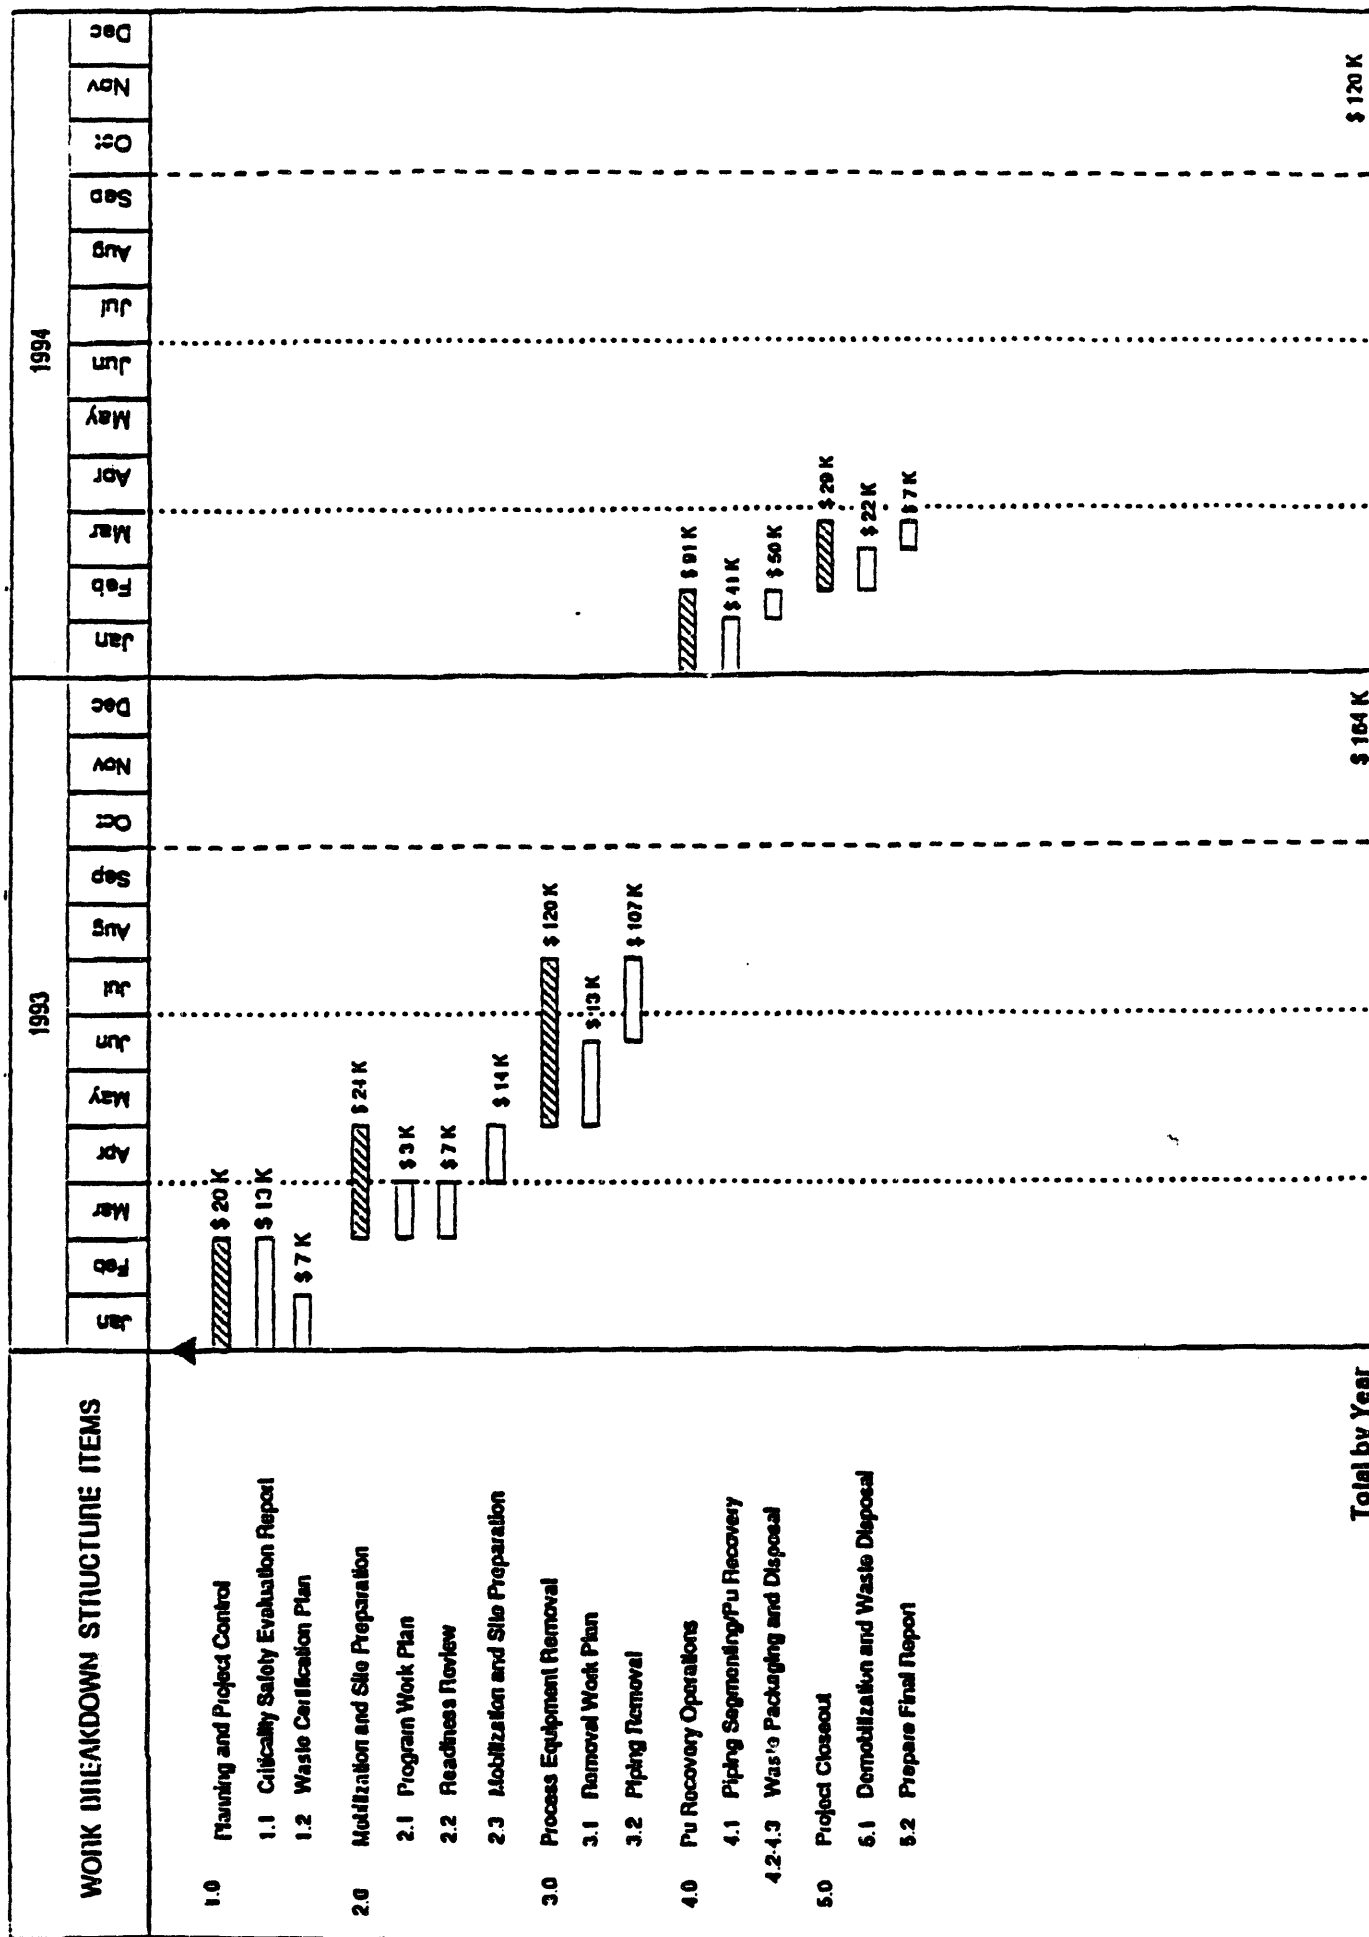 WORK BREAKDOWN STRUCTURE ITEMS
1993
1994
Jan Feb Mar Apr May Jun Jul Aug Sep Oct Nov Dec
Jan Feb Mar Apr May Jun Jul Aug Sep Oct Nov Dec
1.0 Planning and Project Control $ 20 K
1.1 Criticality Safety Evaluation Report $ 13 K
1.2 Waste Certification Plan $ 7 K
2.0 Mobilization and Site Preparation $ 24 K
2.1 Program Work Plan $ 3 K
2.2 Readiness Review $ 7 K
2.3 Mobilization and Site Preparation $ 14 K
3.0 Process Equipment Removal $ 120 K
3.1 Removal Work Plan $ 13 K
3.2 Piping Removal $ 107 K
4.0 Pu Recovery Operations $ 91 K
4.1 Piping Segmenting/Pu Recovery $ 41 K
4.2-4.3 Waste Packaging and Disposal $ 50 K
5.0 Project Closeout $ 29 K
5.1 Demobilization and Waste Disposal $ 22 K
5.2 Prepare Final Report $ 7 K
Total by Year $ 164 K $ 120 K